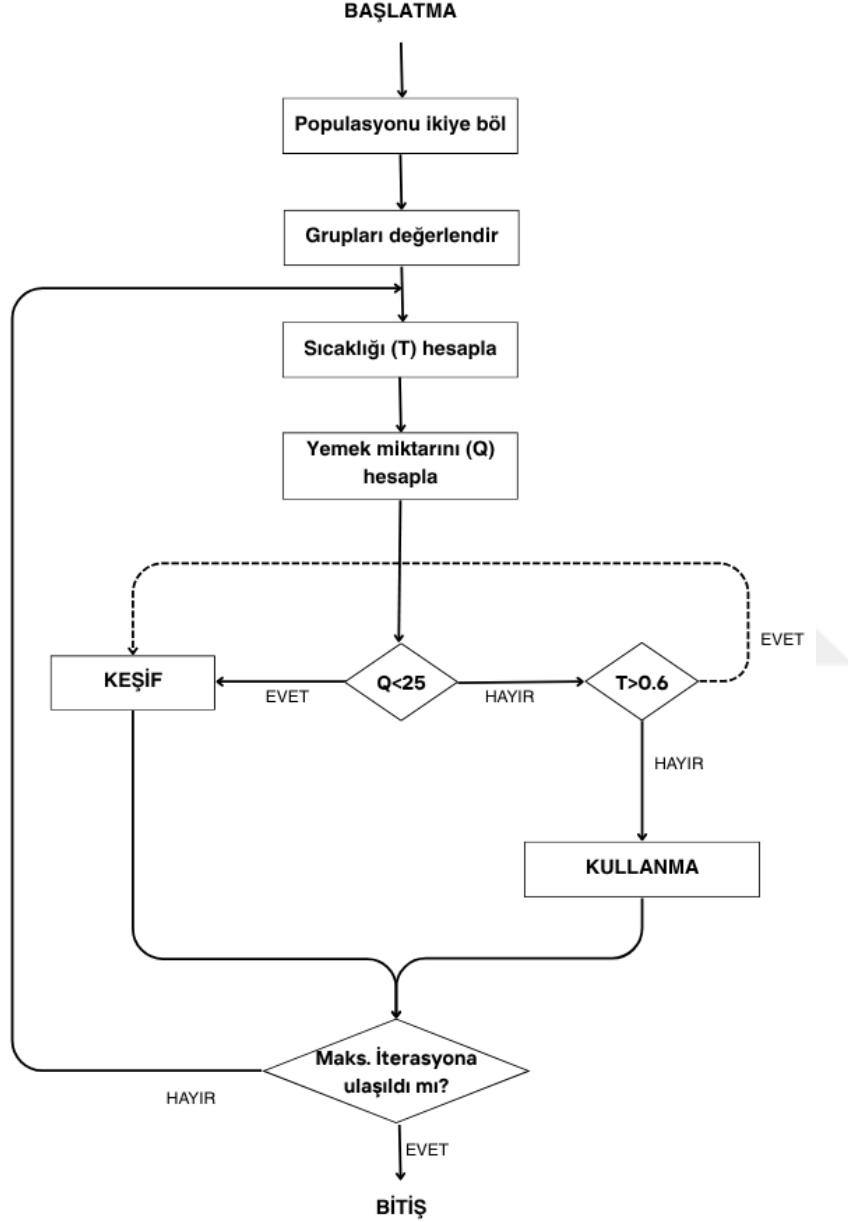 BAŞLATMA
Populasyonu ikiye böl
Grupları değerlendir
Sıcaklığı (T) hesapla
Yemek miktarını (Q)
hesapla
EVET
KEŞİF
EVET
Q<25
HAYIR
T>0.6
HAYIR
KULLANMA
Maks. İterasyona
ulaşıldı mı?
HAYIR
EVET
BİTİŞ